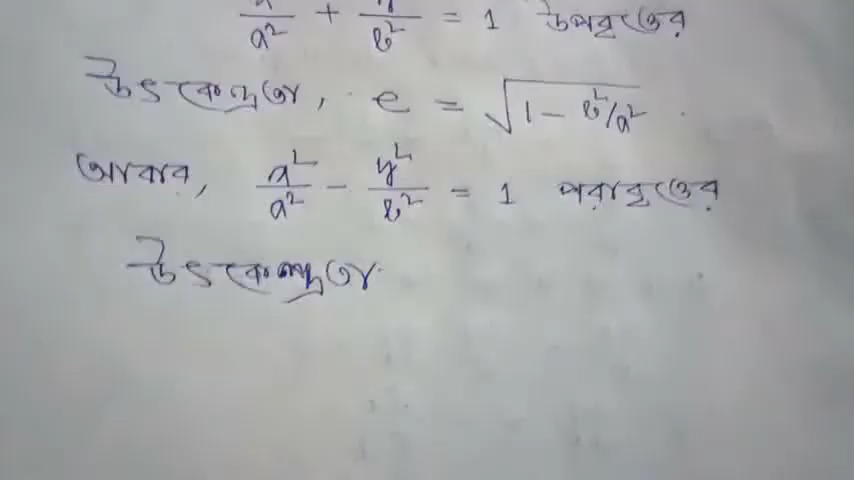 x²/a² + y²/b² = 1 উপবৃত্তের
উৎকেন্দ্রতা, e = √(1 - b²/a²)
আবার, x²/a² - y²/b² = 1 পরাবৃত্তের
উৎকেন্দ্রতা